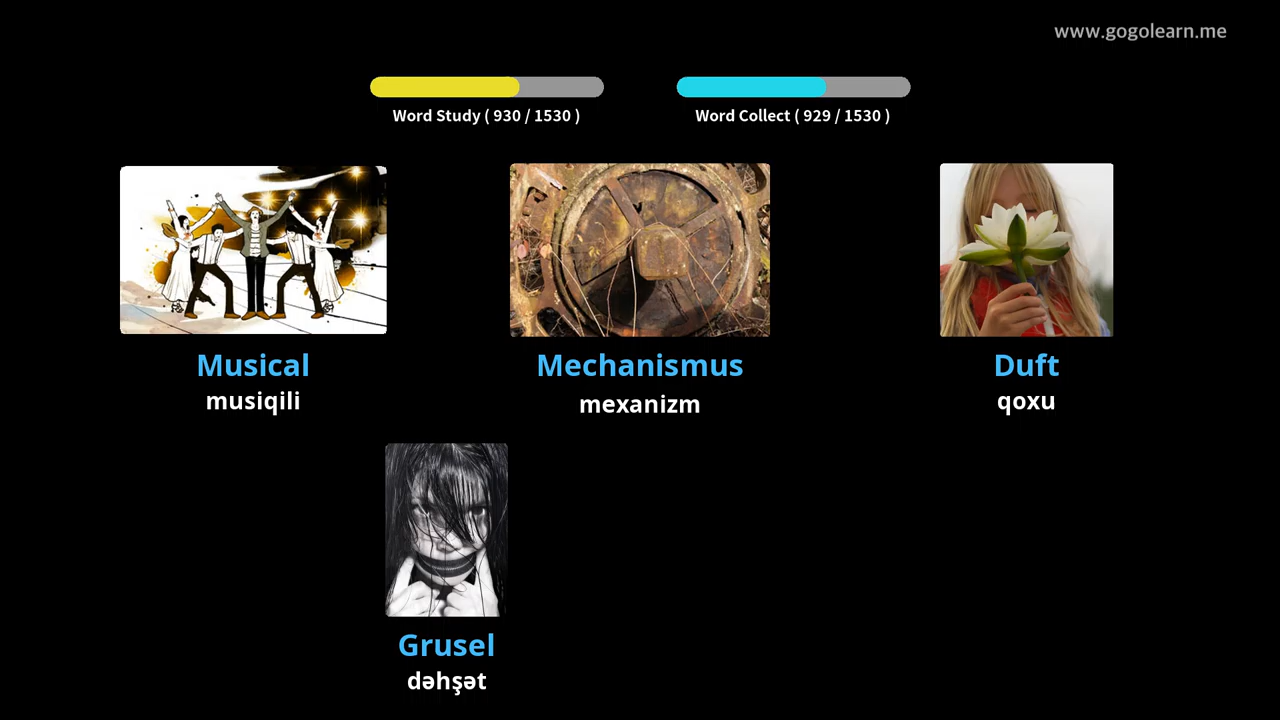 www.gogolearn.me
Word Study ( 930 / 1530 )
Word Collect ( 929 / 1530 )
Musical
musiqili
Mechanismus
mexanizm
Duft
qoxu
Grusel
dəhşət